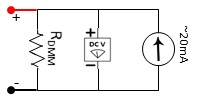 +
R_DMM
+
DC V
V
-
~20mA
-